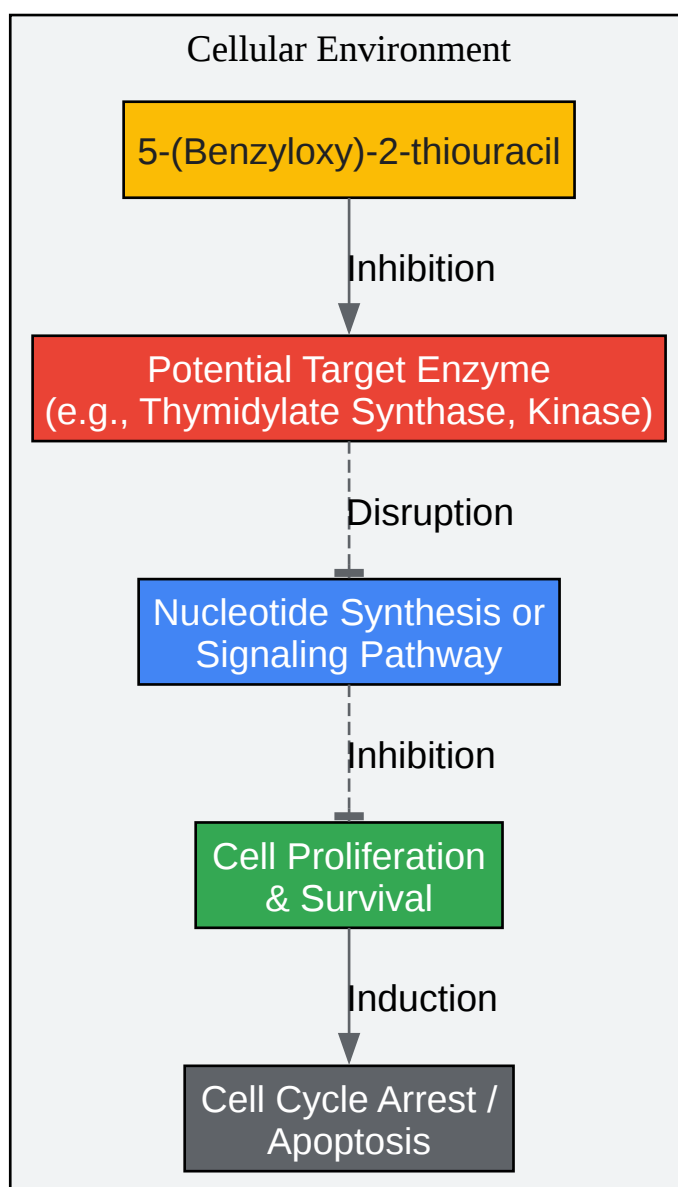 Cellular Environment
5-(Benzyloxy)-2-thiouracil
Inhibition
Potential Target Enzyme
(e.g., Thymidylate Synthase, Kinase)
Disruption
Nucleotide Synthesis or
Signaling Pathway
Inhibition
Cell Proliferation
& Survival
Induction
Cell Cycle Arrest /
Apoptosis